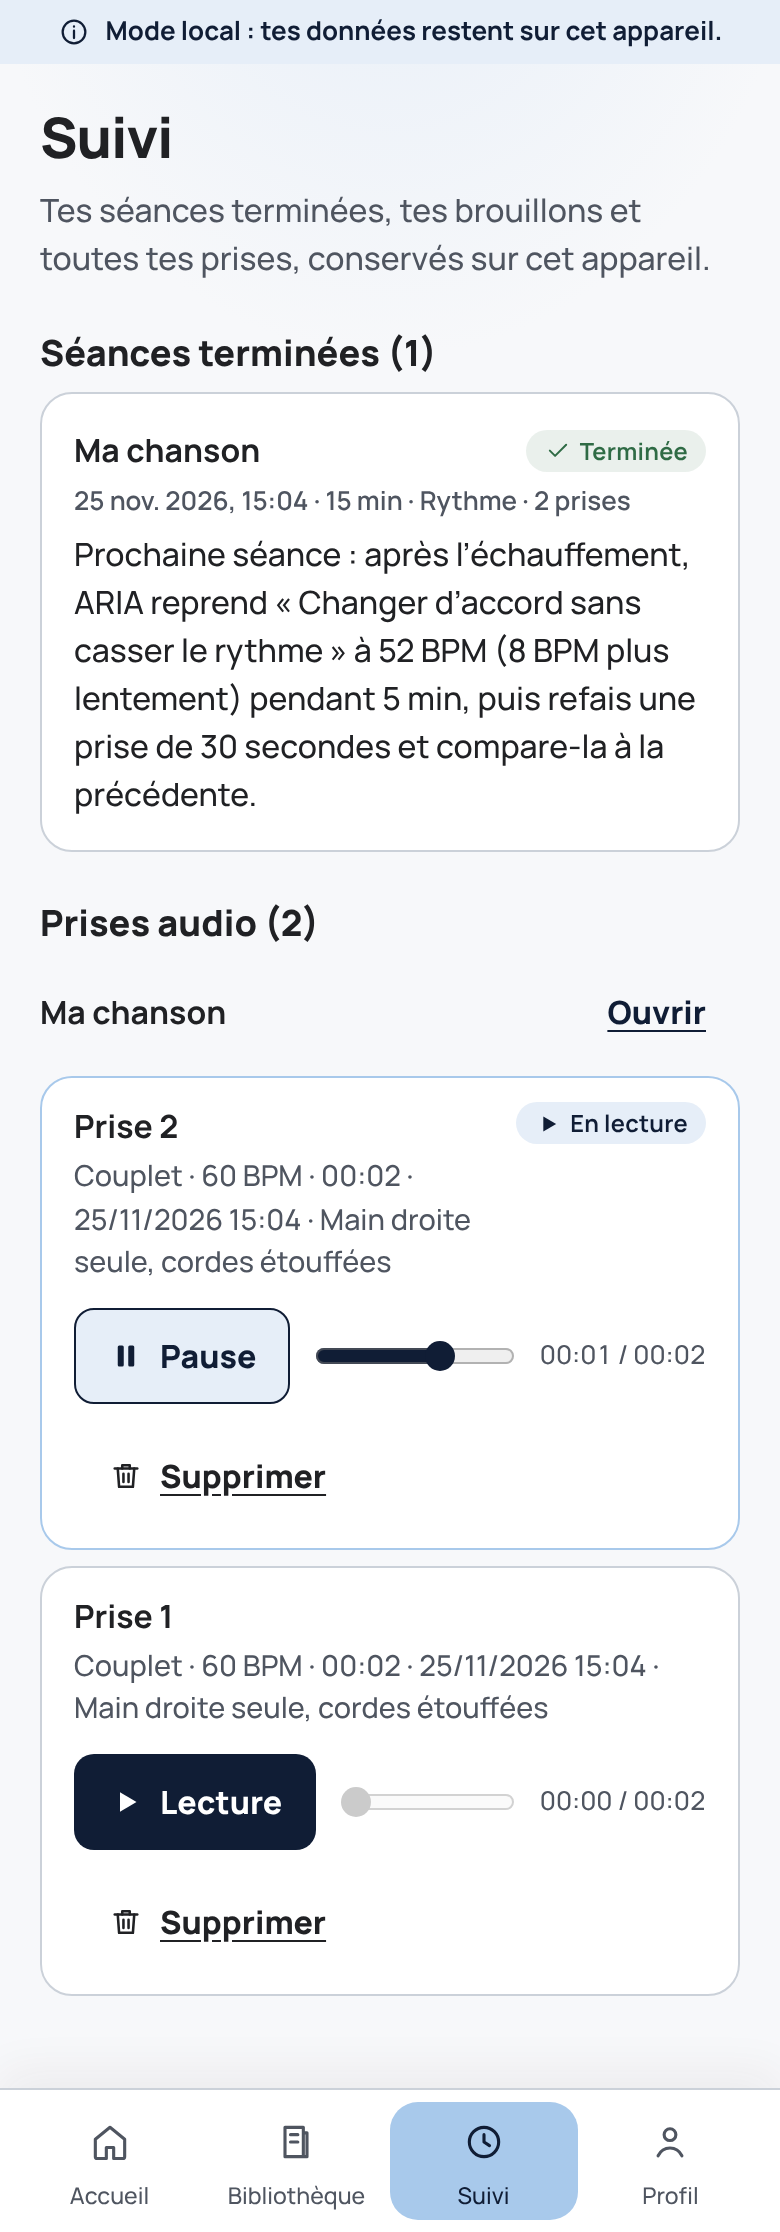 Mode local : tes données restent sur cet appareil.
Suivi
Tes séances terminées, tes brouillons et
toutes tes prises, conservés sur cet appareil.
Séances terminées (1)
Ma chanson
Terminée
25 nov. 2026, 15:04 · 15 min · Rythme · 2 prises
Prochaine séance : après l’échauffement,
ARIA reprend « Changer d’accord sans
casser le rythme » à 52 BPM (8 BPM plus
lentement) pendant 5 min, puis refais une
prise de 30 secondes et compare-la à la
précédente.
Prises audio (2)
Ma chanson
Ouvrir
Prise 2
En lecture
Couplet · 60 BPM · 00:02 ·
25/11/2026 15:04 · Main droite
seule, cordes étouffées
Pause
00:01 / 00:02
Supprimer
Prise 1
Couplet · 60 BPM · 00:02 · 25/11/2026 15:04 ·
Main droite seule, cordes étouffées
Lecture
00:00 / 00:02
Supprimer
Accueil
Bibliothèque
Suivi
Profil